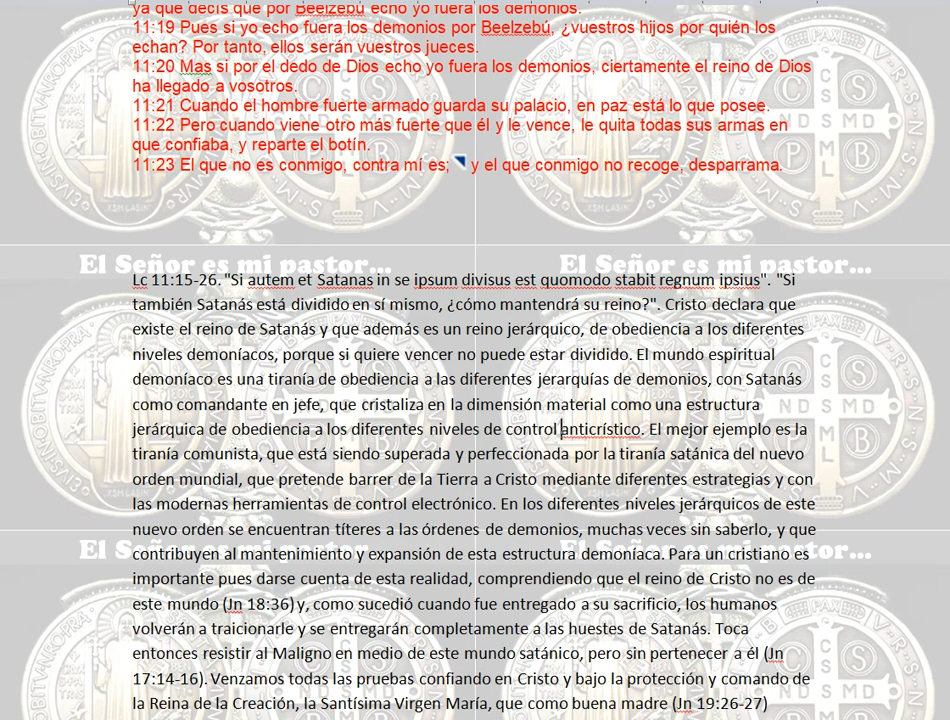 ya que decís que por Beelzebú echo yo fuera los demonios.
11:19 Pues si yo echo fuera los demonios por Beelzebú, ¿vuestros hijos por quién los
echan? Por tanto, ellos serán vuestros jueces.
11:20 Mas si por el dedo de Dios echo yo fuera los demonios, ciertamente el reino de Dios
ha llegado a vosotros.
11:21 Cuando el hombre fuerte armado guarda su palacio, en paz está lo que posee.
11:22 Pero cuando viene otro más fuerte que él y le vence, le quita todas sus armas en
que confiaba, y reparte el botín.
11:23 El que no es conmigo, contra mí es; y el que conmigo no recoge, desparrama.
El Señor es mi pastor... El Señor es mi pastor...
Lc 11:15-26. "Si autem et Satanas in se ipsum divisus est quomodo stabit regnum ipsius". "Si
también Satanás está dividido en sí mismo, ¿cómo mantendrá su reino?". Cristo declara que
existe el reino de Satanás y que además es un reino jerárquico, de obediencia a los diferentes
niveles demoníacos, porque si quiere vencer no puede estar dividido. El mundo espiritual
demoníaco es una tiranía de obediencia a las diferentes jerarquías de demonios, con Satanás
como comandante en jefe, que cristaliza en la dimensión material como una estructura
jerárquica de obediencia a los diferentes niveles de control anticrístico. El mejor ejemplo es la
tiranía comunista, que está siendo superada y perfeccionada por la tiranía satánica del nuevo
orden mundial, que pretende barrer de la Tierra a Cristo mediante diferentes estrategias y con
las modernas herramientas de control electrónico. En los diferentes niveles jerárquicos de este
nuevo orden se encuentran títeres a las órdenes de demonios, muchas veces sin saberlo, y que
El Señor es mi pastor... El Señor es mi pastor...
contribuyen al mantenimiento y expansión de esta estructura demoníaca. Para un cristiano es
importante pues darse cuenta de esta realidad, comprendiendo que el reino de Cristo no es de
este mundo (Jn 18:36) y, como sucedió cuando fue entregado a su sacrificio, los humanos
volverán a traicionarle y se entregarán completamente a las huestes de Satanás. Toca
entonces resistir al Maligno en medio de este mundo satánico, pero sin pertenecer a él (Jn
17:14-16). Venzamos todas las pruebas confiando en Cristo y bajo la protección y comando de
la Reina de la Creación, la Santísima Virgen María, que como buena madre (Jn 19:26-27)